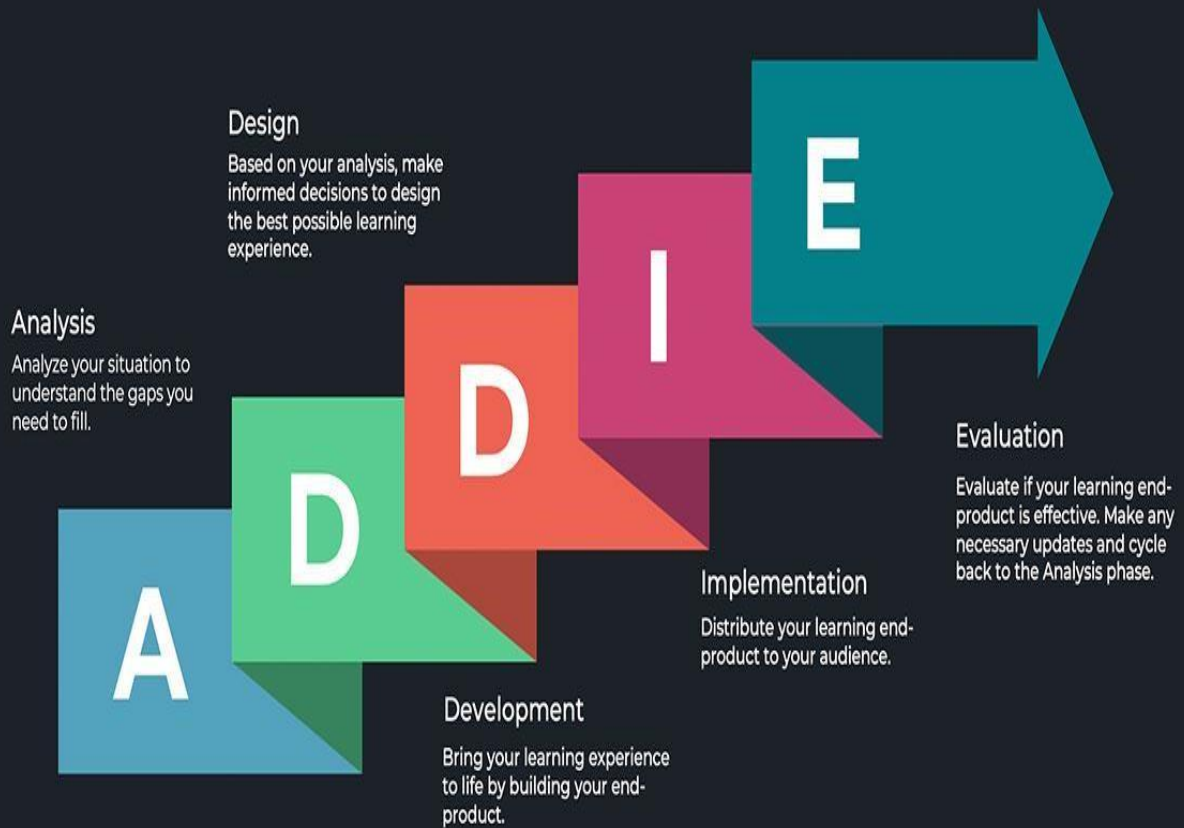 Analysis
Analyze your situation to
understand the gaps you
need to fill.
Design
Based on your analysis, make
informed decisions to design
the best possible learning
experience.
A
D
D
I
E
Development
Bring your learning experience
to life by building your end-
product.
Implementation
Distribute your learning end-
product to your audience.
Evaluation
Evaluate if your learning end-
product is effective. Make any
necessary updates and cycle
back to the Analysis phase.